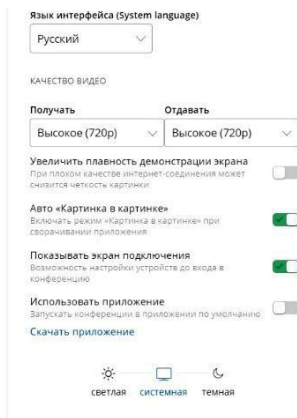 Язык интерфейса (System language)
Русский
КАЧЕСТВО ВИДЕО
Получать Отдавать
Высокое (720p) Высокое (720p)
Увеличить плавность демонстрации экрана
При плохом качестве интернет-соединения может
снизится четкость картинки
Авто «Картинка в картинке»
Включать режим «Картинка в картинке» при
сворачивании приложения
Показывать экран подключения
Возможность настройки устройств до входа в
конференцию
Использовать приложение
Запускать конференции в приложении по умолчанию
Скачать приложение
светлая системная темная